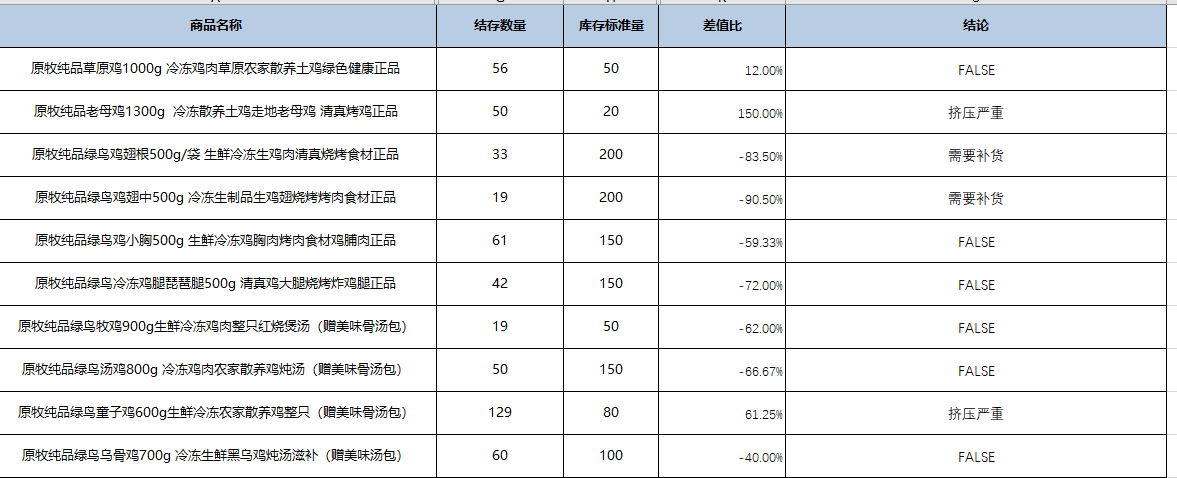 商品名称 结存数量 库存标准量 差值比 结论
原牧纯品草原鸡1000g 冷冻鸡肉草原农家散养土鸡绿色健康正品 56 50 12.00% FALSE
原牧纯品老母鸡1300g  冷冻散养土鸡走地老母鸡 清真烤鸡正品 50 20 150.00% 挤压严重
原牧纯品绿鸟鸡翅根500g/袋 生鲜冷冻生鸡肉清真烧烤食材正品 33 200 -83.50% 需要补货
原牧纯品绿鸟鸡翅中500g 冷冻生制品生鸡翅烧烤烤肉食材正品 19 200 -90.50% 需要补货
原牧纯品绿鸟鸡小胸500g 生鲜冷冻鸡胸肉烤肉食材鸡脯肉正品 61 150 -59.33% FALSE
原牧纯品绿鸟冷冻鸡腿琵琶腿500g 清真鸡大腿烧烤炸鸡腿正品 42 150 -72.00% FALSE
原牧纯品绿鸟牧鸡900g生鲜冷冻鸡肉整只红烧煲汤（赠美味骨汤包） 19 50 -62.00% FALSE
原牧纯品绿鸟汤鸡800g 冷冻鸡肉农家散养鸡炖汤（赠美味骨汤包） 50 150 -66.67% FALSE
原牧纯品绿鸟童子鸡600g生鲜冷冻农家散养鸡整只（赠美味骨汤包） 129 80 61.25% 挤压严重
原牧纯品绿鸟乌骨鸡700g 冷冻生鲜黑乌鸡炖汤滋补（赠美味汤包） 60 100 -40.00% FALSE